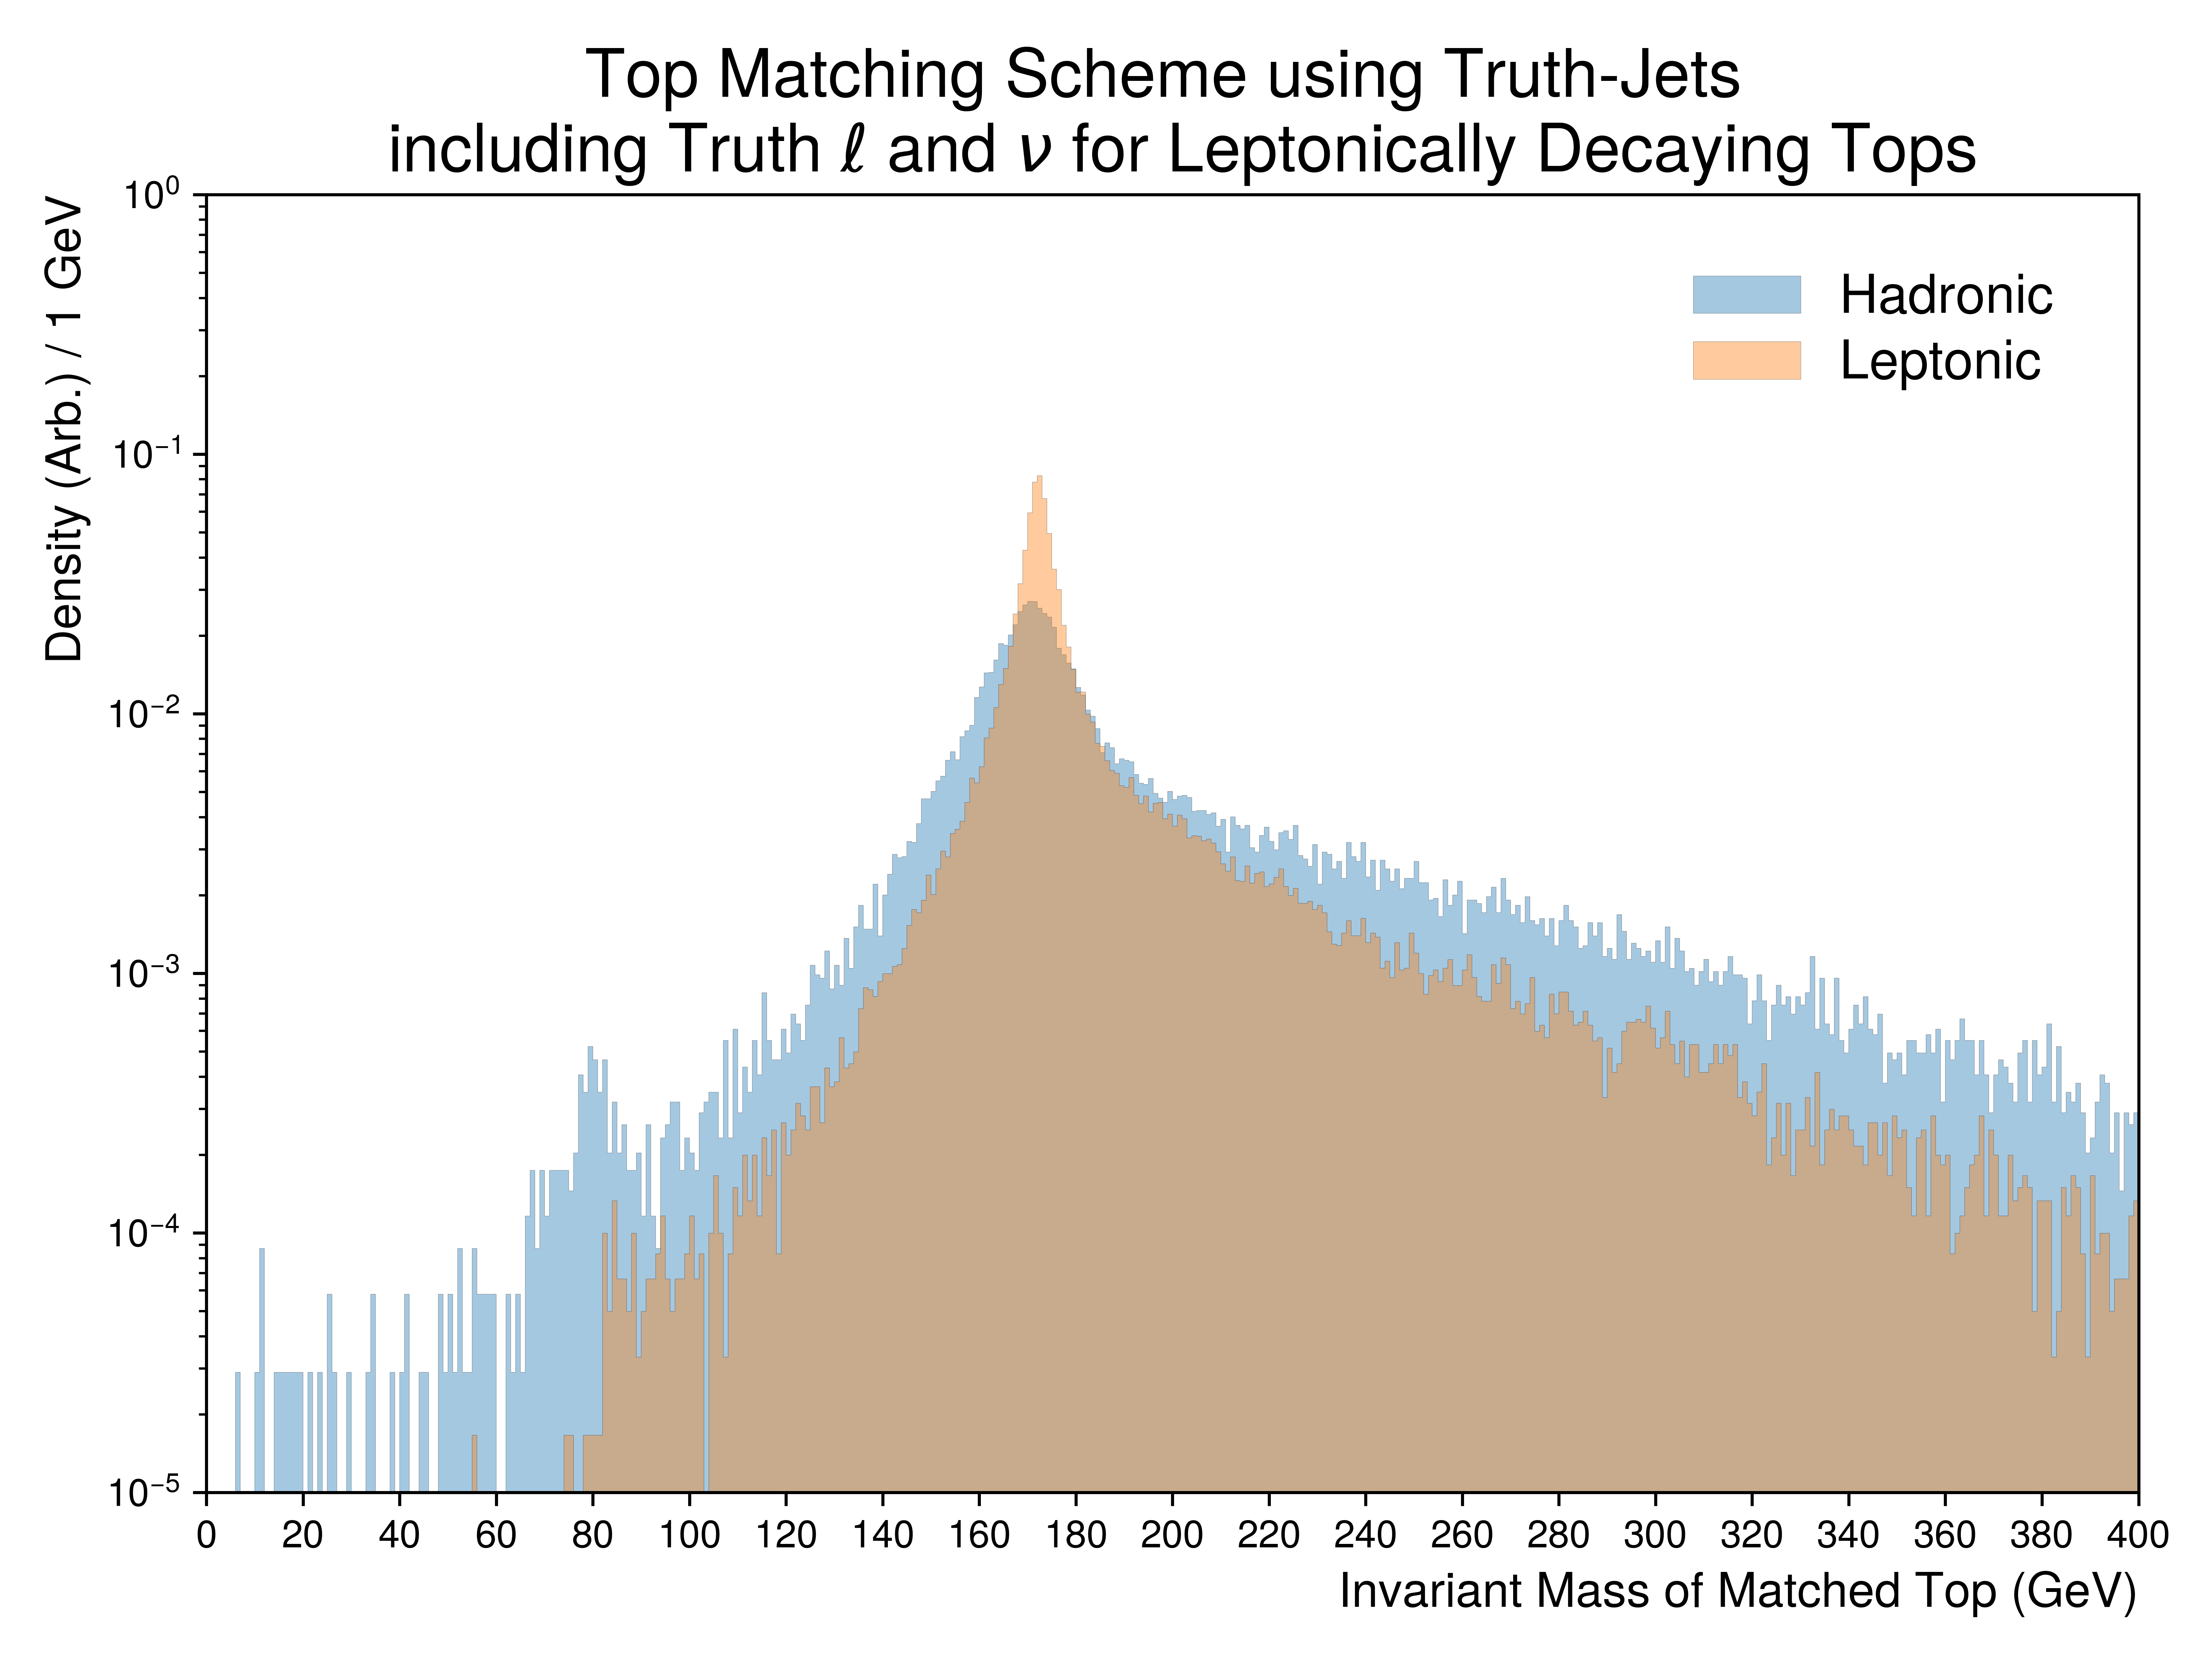 Top Matching Scheme using Truth-Jets
including Truth ℓ and ν for Leptonically Decaying Tops
Density (Arb.) / 1 GeV
10⁰
10⁻¹
10⁻²
10⁻³
10⁻⁴
10⁻⁵
Hadronic
Leptonic
0 20 40 60 80 100 120 140 160 180 200 220 240 260 280 300 320 340 360 380 400
Invariant Mass of Matched Top (GeV)